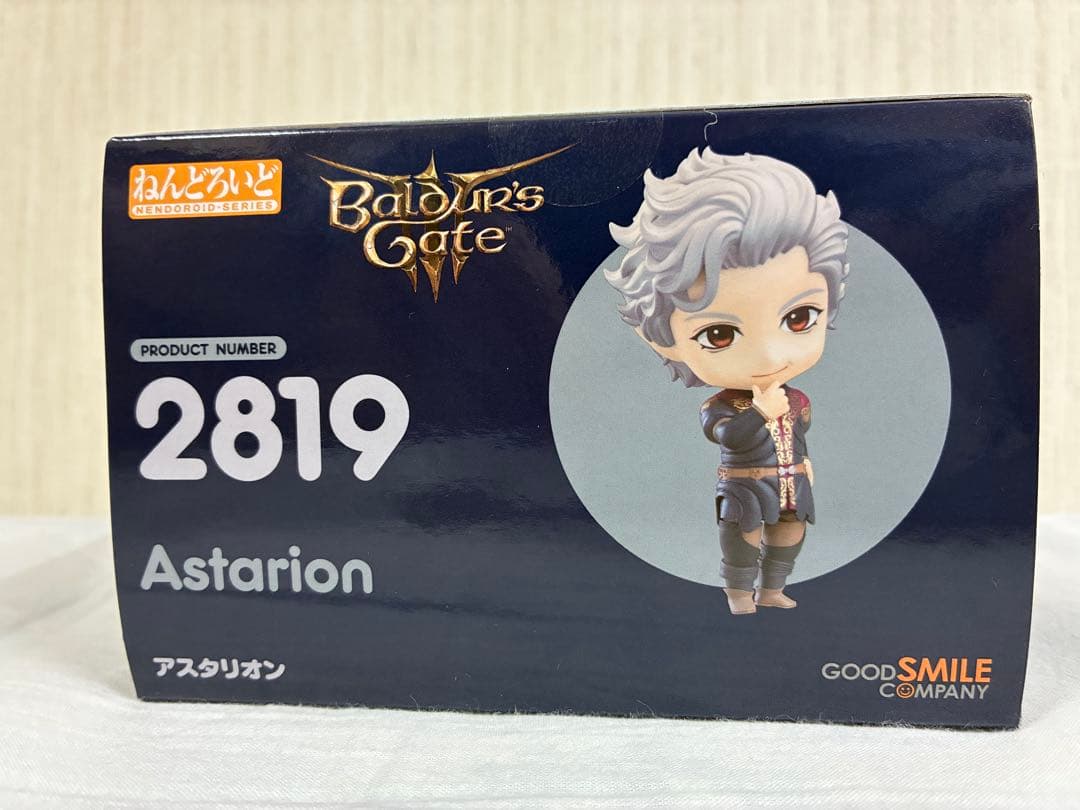 ねんどろいど
NENDOROID-SERIES
BALDUR'S
Gate™
III
PRODUCT NUMBER
2819
Astarion
アスタリオン
GOOD SMILE
COMPANY